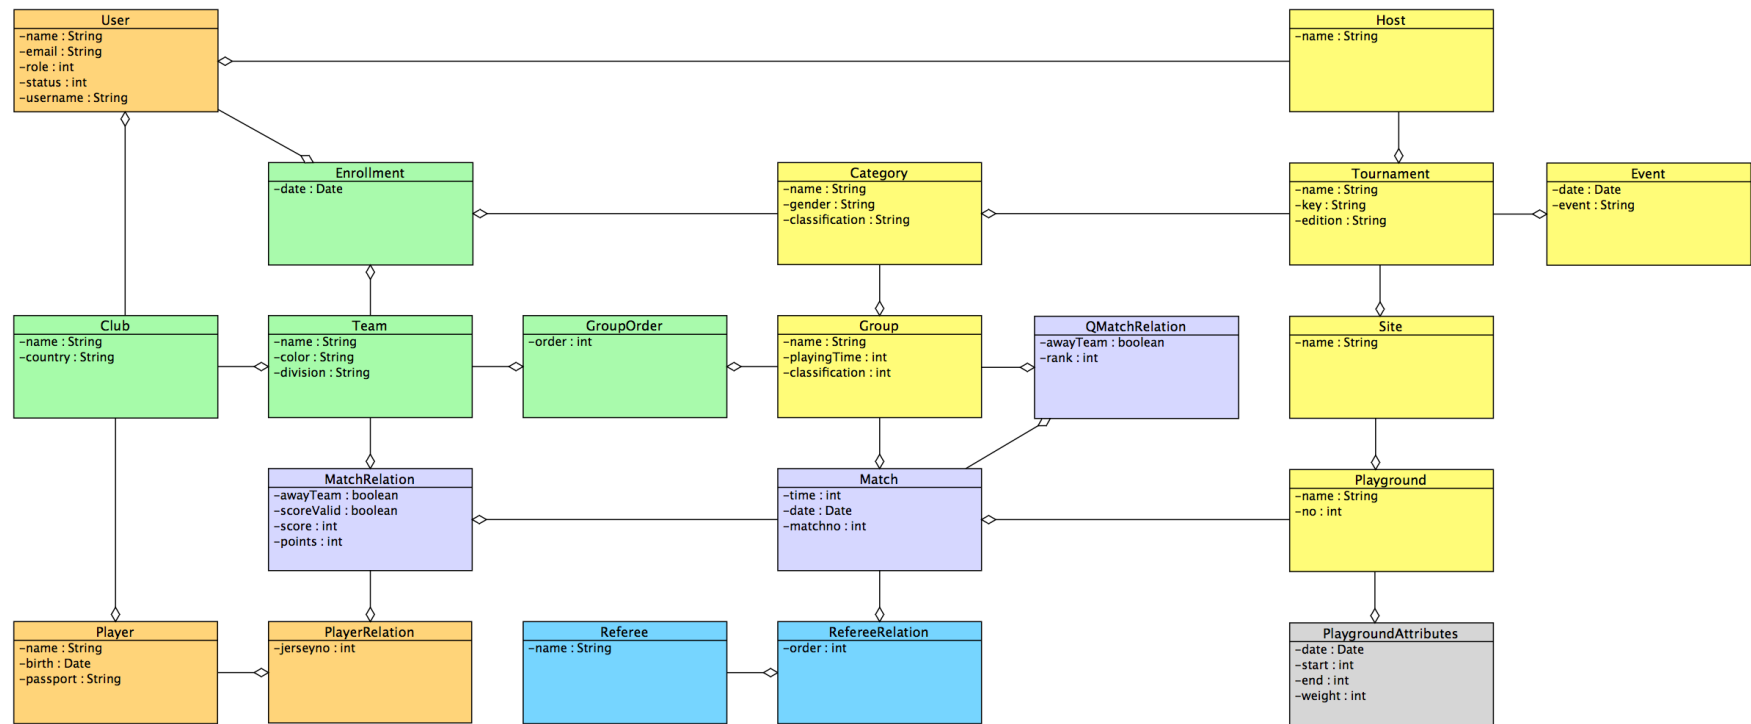 User
-name : String
-email : String
-role : int
-status : int
-username : String
Host
-name : String
Enrollment
-date : Date
Category
-name : String
-gender : String
-classification : String
Tournament
-name : String
-key : String
-edition : String
Event
-date : Date
-event : String
Club
-name : String
-country : String
Team
-name : String
-color : String
-division : String
GroupOrder
-order : int
Group
-name : String
-playingTime : int
-classification : int
QMatchRelation
-awayTeam : boolean
-rank : int
Site
-name : String
MatchRelation
-awayTeam : boolean
-scoreValid : boolean
-score : int
-points : int
Match
-time : int
-date : Date
-matchno : int
Playground
-name : String
-no : int
Player
-name : String
-birth : Date
-passport : String
PlayerRelation
-jerseyno : int
Referee
-name : String
RefereeRelation
-order : int
PlaygroundAttributes
-date : Date
-start : int
-end : int
-weight : int